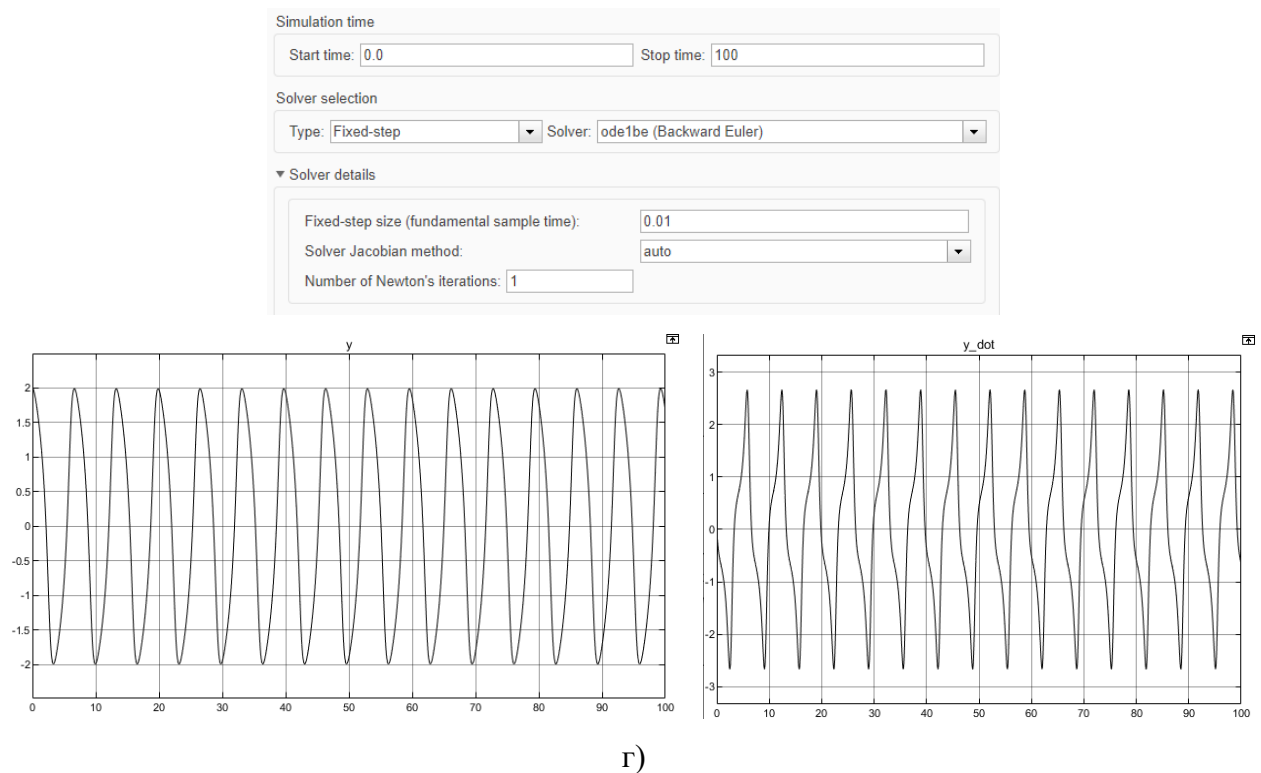 Simulation time
Start time: 0.0 Stop time: 100
Solver selection
Type: Fixed-step Solver: ode1be (Backward Euler)
Solver details
Fixed-step size (fundamental sample time): 0.01
Solver Jacobian method: auto
Number of Newton's iterations: 1
y
2
1.5
1
0.5
0
-0.5
-1
-1.5
-2
0 10 20 30 40 50 60 70 80 90 100
y_dot
3
2
1
0
-1
-2
-3
0 10 20 30 40 50 60 70 80 90 100
г)